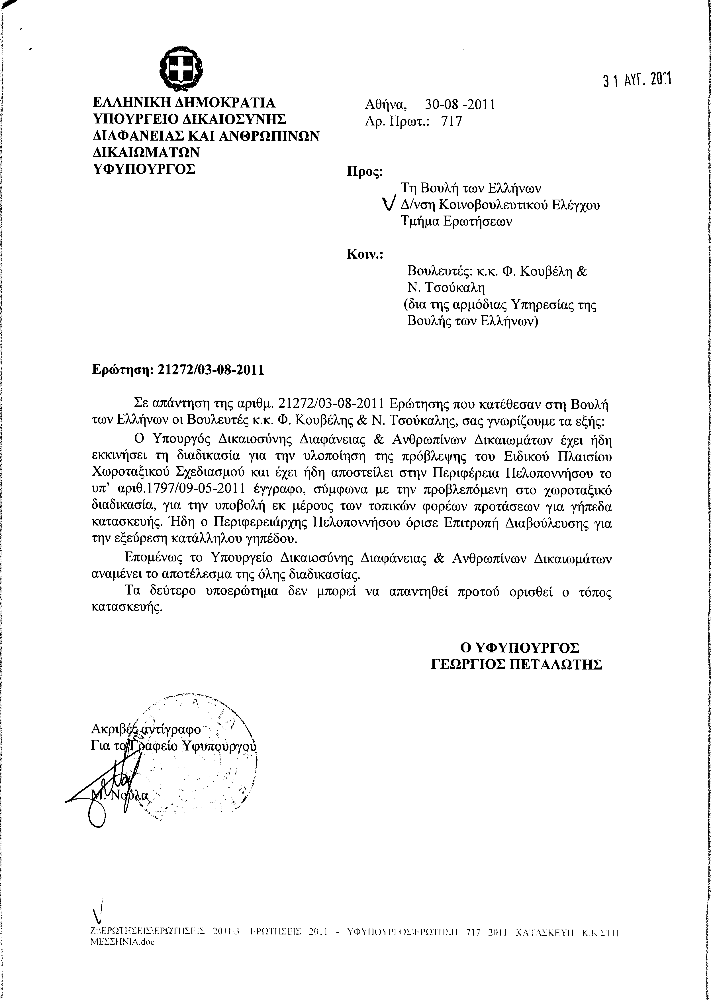 31 ΑΥΓ. 2011
ΕΛΛΗΝΙΚΗ ΔΗΜΟΚΡΑΤΙΑ
ΥΠΟΥΡΓΕΙΟ ΔΙΚΑΙΟΣΥΝΗΣ
ΔΙΑΦΑΝΕΙΑΣ ΚΑΙ ΑΝΘΡΩΠΙΝΩΝ
ΔΙΚΑΙΩΜΑΤΩΝ
ΥΦΥΠΟΥΡΓΟΣ
Αθήνα, 30-08 -2011
Αρ. Πρωτ.: 717
Προς:
Τη Βουλή των Ελλήνων
Δ/νση Κοινοβουλευτικού Ελέγχου
Τμήμα Ερωτήσεων
Κοιν.:
Βουλευτές: κ.κ. Φ. Κουβέλη &
Ν. Τσούκαλη
(δια της αρμόδιας Υπηρεσίας της
Βουλής των Ελλήνων)
Ερώτηση: 21272/03-08-2011
Σε απάντηση της αριθμ. 21272/03-08-2011 Ερώτησης που κατέθεσαν στη Βουλή
των Ελλήνων οι Βουλευτές κ.κ. Φ. Κουβέλης & Ν. Τσούκαλης, σας γνωρίζουμε τα εξής:
Ο Υπουργός Δικαιοσύνης Διαφάνειας & Ανθρωπίνων Δικαιωμάτων έχει ήδη
εκκινήσει τη διαδικασία για την υλοποίηση της πρόβλεψης του Ειδικού Πλαισίου
Χωροταξικού Σχεδιασμού και έχει ήδη αποστείλει στην Περιφέρεια Πελοποννήσου το
υπ’ αριθ.1797/09-05-2011 έγγραφο, σύμφωνα με την προβλεπόμενη στο χωροταξικό
διαδικασία, για την υποβολή εκ μέρους των τοπικών φορέων προτάσεων για γήπεδα
κατασκευής. Ήδη ο Περιφερειάρχης Πελοποννήσου όρισε Επιτροπή Διαβούλευσης για
την εξεύρεση κατάλληλου γηπέδου.
Επομένως το Υπουργείο Δικαιοσύνης Διαφάνειας & Ανθρωπίνων Δικαιωμάτων
αναμένει το αποτέλεσμα της όλης διαδικασίας.
Τα δεύτερο υποερώτημα δεν μπορεί να απαντηθεί προτού ορισθεί ο τόπος
κατασκευής.
Ο ΥΦΥΠΟΥΡΓΟΣ
ΓΕΩΡΓΙΟΣ ΠΕΤΑΛΩΤΗΣ
Ακριβές αντίγραφο
Για το Γραφείο Υφυπουργού
Μ. Νούλα
Ζ:\ΕΡΩΤΗΣΕΙΣ\ΕΡΩΤΗΣΕΙΣ 2011\3. ΕΡΩΤΗΣΕΙΣ 2011 - ΥΦΥΠΟΥΡΓΟΣ\ΕΡΩΤΗΣΗ 717 2011 ΚΑΤΑΣΚΕΥΗ Κ.Κ.ΣΤΗ
ΜΕΣΣΗΝΙΑ.doc